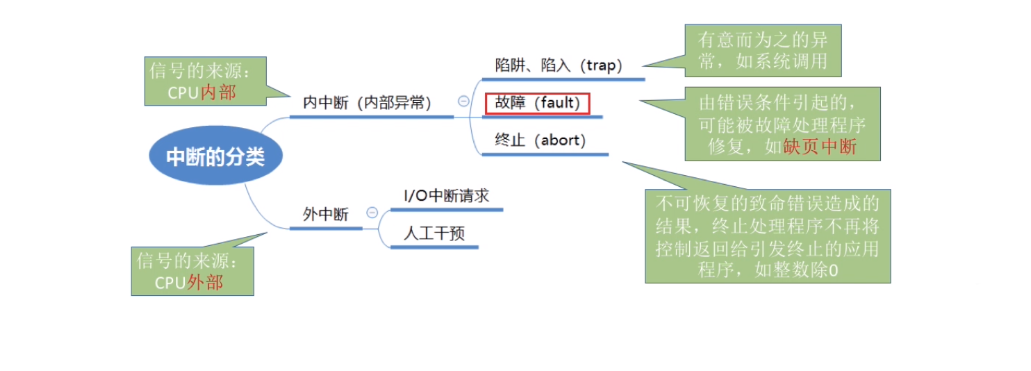 信号的来源：
CPU内部
中断的分类
内中断（内部异常）
陷阱、陷入（trap）
有意而为之的异
常，如系统调用
故障（fault）
由错误条件引起的，
可能被故障处理程序
修复，如缺页中断
终止（abort）
不可恢复的致命错误造成的
结果，终止处理程序不再将
控制返回给引发终止的应用
程序，如整数除0
外中断
I/O中断请求
人工干预
信号的来源：
CPU外部